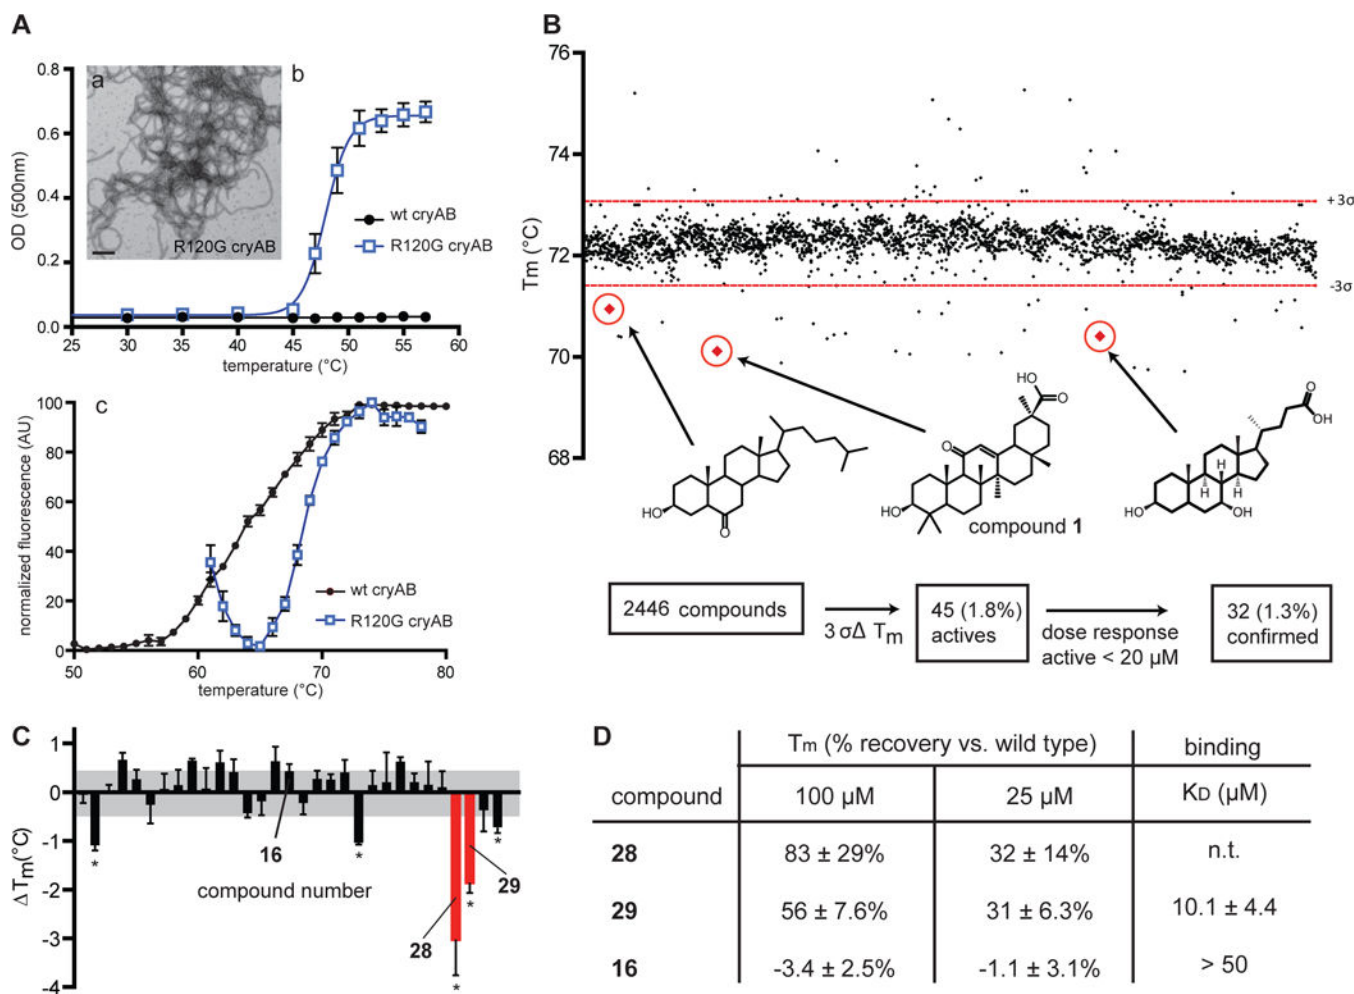 A
0.8
0.6
0.4
0.2
0.0
OD (500nm)
a
b
R120G cryAB
wt cryAB
R120G cryAB
25 30 35 40 45 50 55 60
temperature (°C)
c
100
80
60
40
20
0
normalized fluorescence (AU)
wt cryAB
R120G cryAB
50 60 70 80
temperature (°C)
B
76
74
72
70
68
Tm (°C)
+3σ
-3σ
HO
O
HO
O
O
HO
compound 1
O
OH
H
H
H
HO
OH
2446 compounds
3 σΔ Tm
45 (1.8%)
actives
dose response
active < 20 µM
32 (1.3%)
confirmed
C
1
0
-1
-2
-3
-4
Δ Tm(°C)
*
16
*
compound number
28
*
29
*
*
D
Tm (% recovery vs. wild type) binding
compound 100 µM 25 µM KD (µM)
28 83 ± 29% 32 ± 14% n.t.
29 56 ± 7.6% 31 ± 6.3% 10.1 ± 4.4
16 -3.4 ± 2.5% -1.1 ± 3.1% > 50